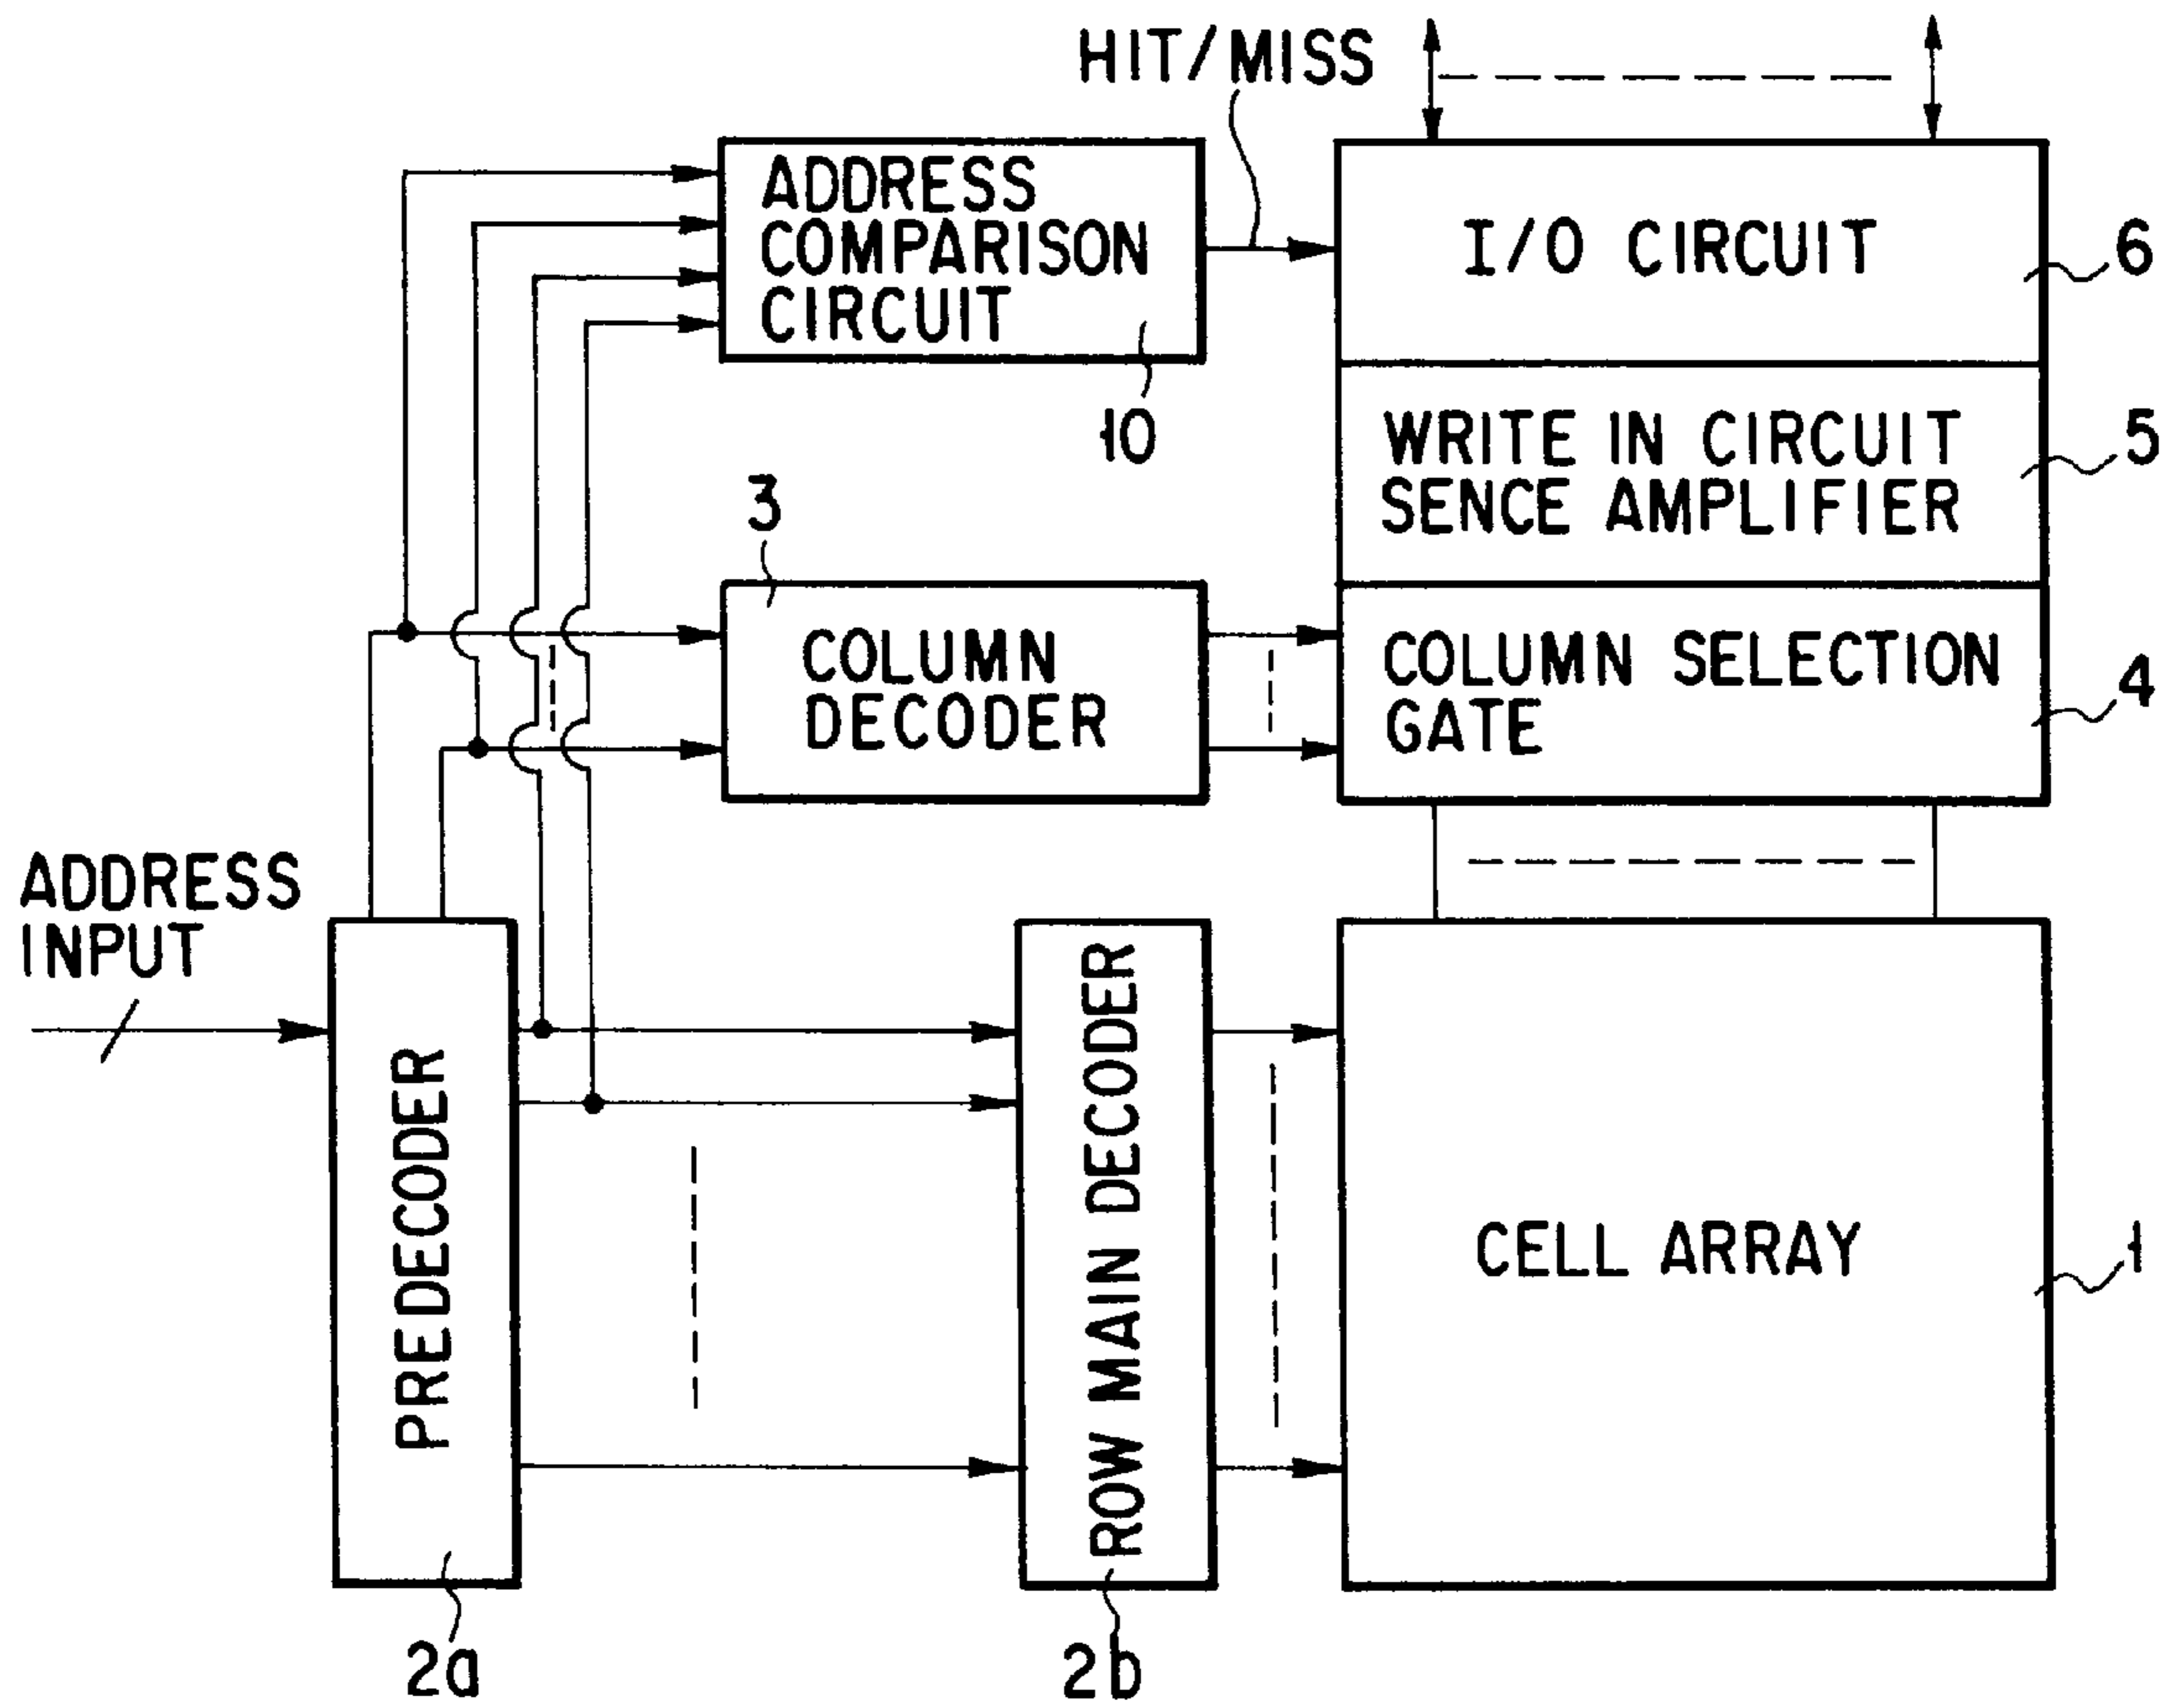 HIT/MISS
ADDRESS
COMPARISON
CIRCUIT
10
I/O CIRCUIT
6
WRITE IN CIRCUIT
SENCE AMPLIFIER
5
3
COLUMN
DECODER
COLUMN SELECTION
GATE
4
ADDRESS
INPUT
PREDECODER
2a
ROW MAIN DECODER
2b
CELL ARRAY
1